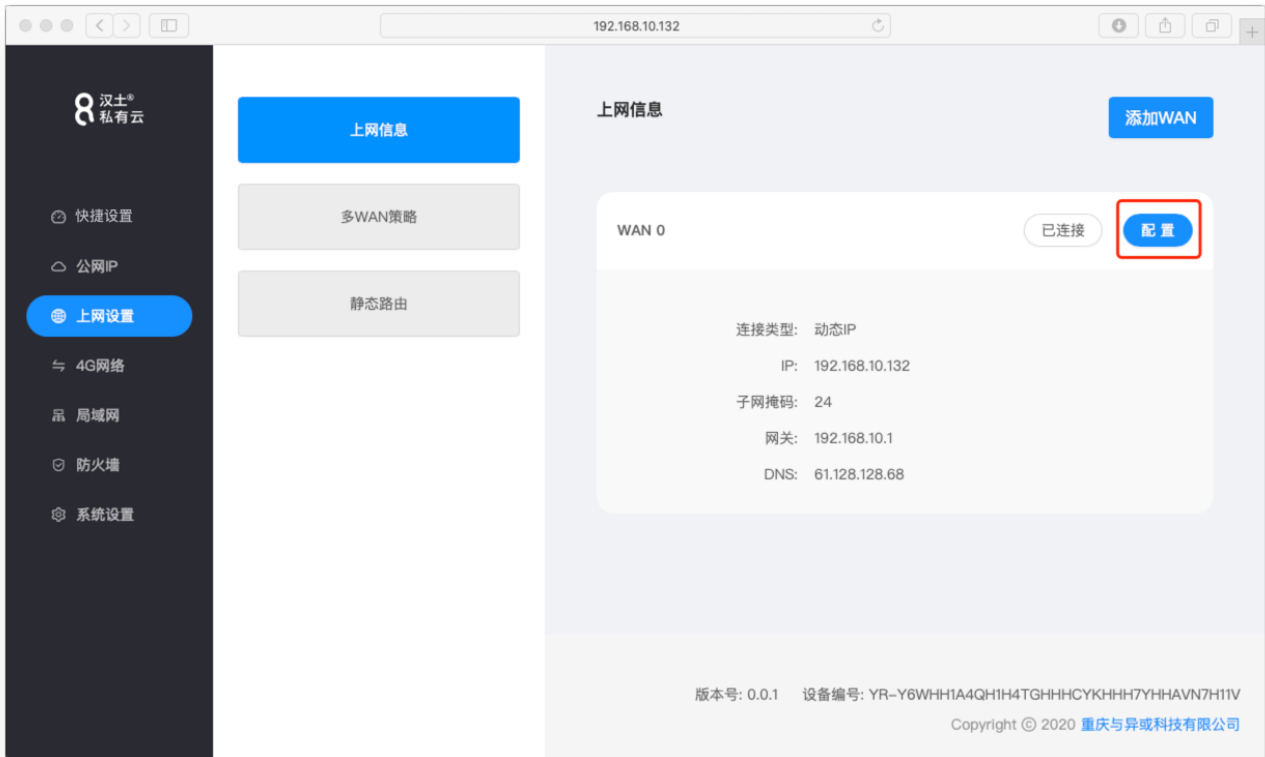 192.168.10.132
汉土®
私有云
快捷设置
公网IP
上网设置
4G网络
局域网
防火墙
系统设置
上网信息
多WAN策略
静态路由
上网信息
添加WAN
WAN 0
已连接
配 置
连接类型: 动态IP
IP: 192.168.10.132
子网掩码: 24
网关: 192.168.10.1
DNS: 61.128.128.68
版本号: 0.0.1 设备编号: YR-Y6WHH1A4QH1H4TGHHHCYKHHH7YHHAVN7H11V
Copyright © 2020 重庆与异或科技有限公司